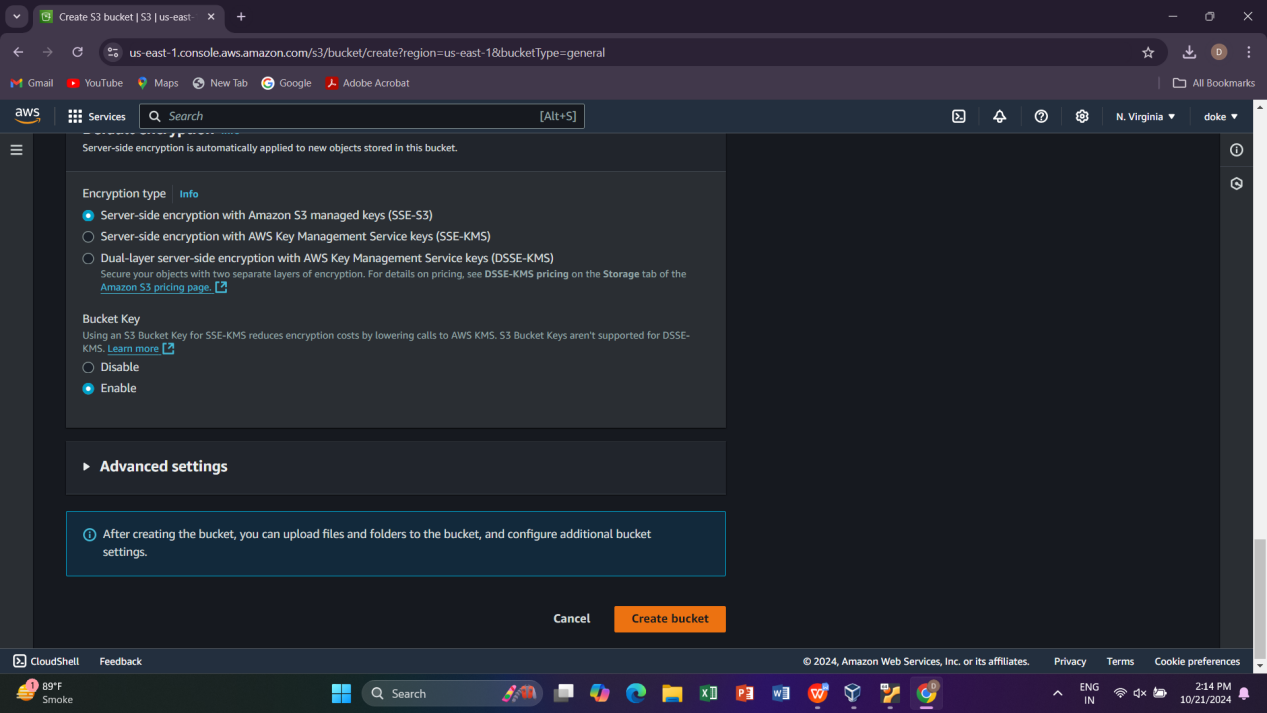 Create S3 bucket | S3 | us-east-
us-east-1.console.aws.amazon.com/s3/bucket/create?region=us-east-1&bucketType=general
D
Gmail
YouTube
Maps
New Tab
Google
Adobe Acrobat
All Bookmarks
aws
Services
Search
[Alt+S]
N. Virginia ▼
doke ▼
Default encryption Info
Server-side encryption is automatically applied to new objects stored in this bucket.
Encryption type
Info
Server-side encryption with Amazon S3 managed keys (SSE-S3)
Server-side encryption with AWS Key Management Service keys (SSE-KMS)
Dual-layer server-side encryption with AWS Key Management Service keys (DSSE-KMS)
Secure your objects with two separate layers of encryption. For details on pricing, see DSSE-KMS pricing on the Storage tab of the
Amazon S3 pricing page.
Bucket Key
Using an S3 Bucket Key for SSE-KMS reduces encryption costs by lowering calls to AWS KMS. S3 Bucket Keys aren't supported for DSSE-
KMS. Learn more
Disable
Enable
Advanced settings
After creating the bucket, you can upload files and folders to the bucket, and configure additional bucket
settings.
Cancel
Create bucket
CloudShell
Feedback
© 2024, Amazon Web Services, Inc. or its affiliates.
Privacy
Terms
Cookie preferences
1
89°F
Smoke
Search
ENG
IN
2:14 PM
10/21/2024